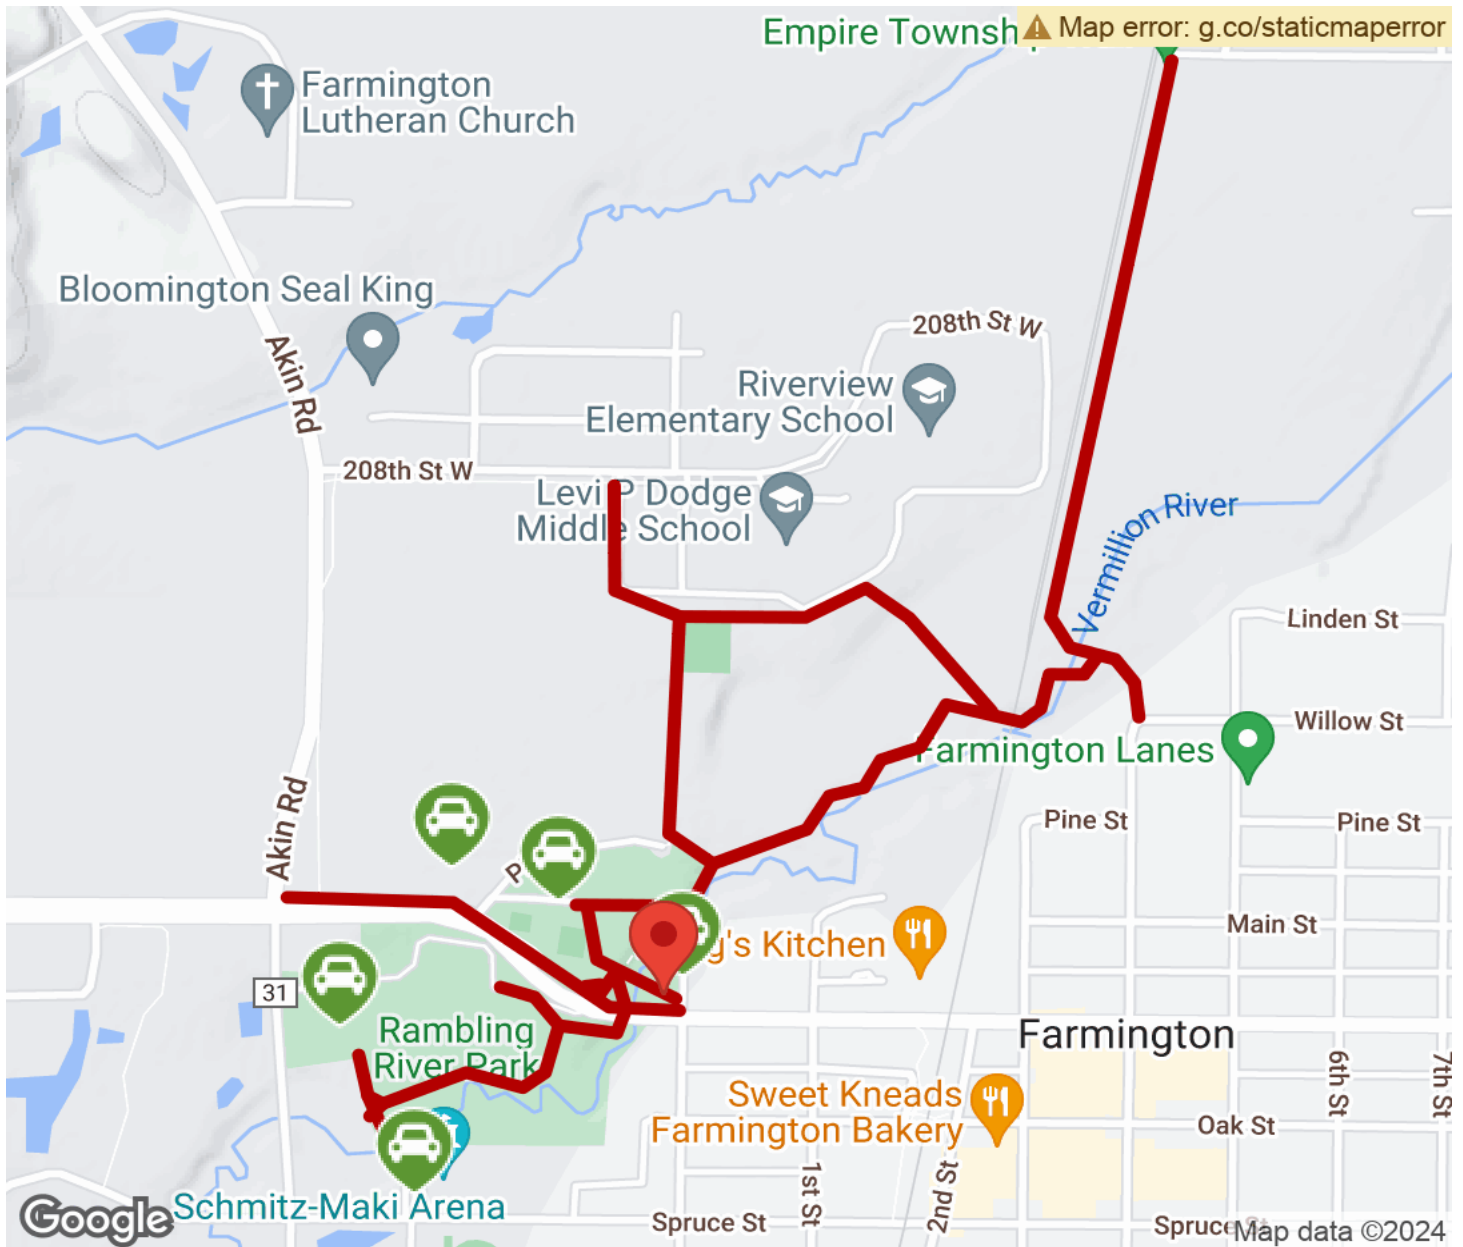 Empire Townsh
Map error: g.co/staticmaperror
Farmington
Lutheran Church
Bloomington Seal King
Akin Rd
208th St W
Riverview
Elementary School
208th St W
Levi P Dodge
Middle School
Vermillion River
Linden St
Willow St
Farmington Lanes
Akin Rd
Pine St
Pine St
P
Main St
g's Kitchen
31
Rambling
River Park
Farmington
6th St
7th St
Sweet Kneads
Farmington Bakery
Oak St
1st St
2nd St
Schmitz-Maki Arena
Google
Spruce St
Spruce St
Map data ©2024